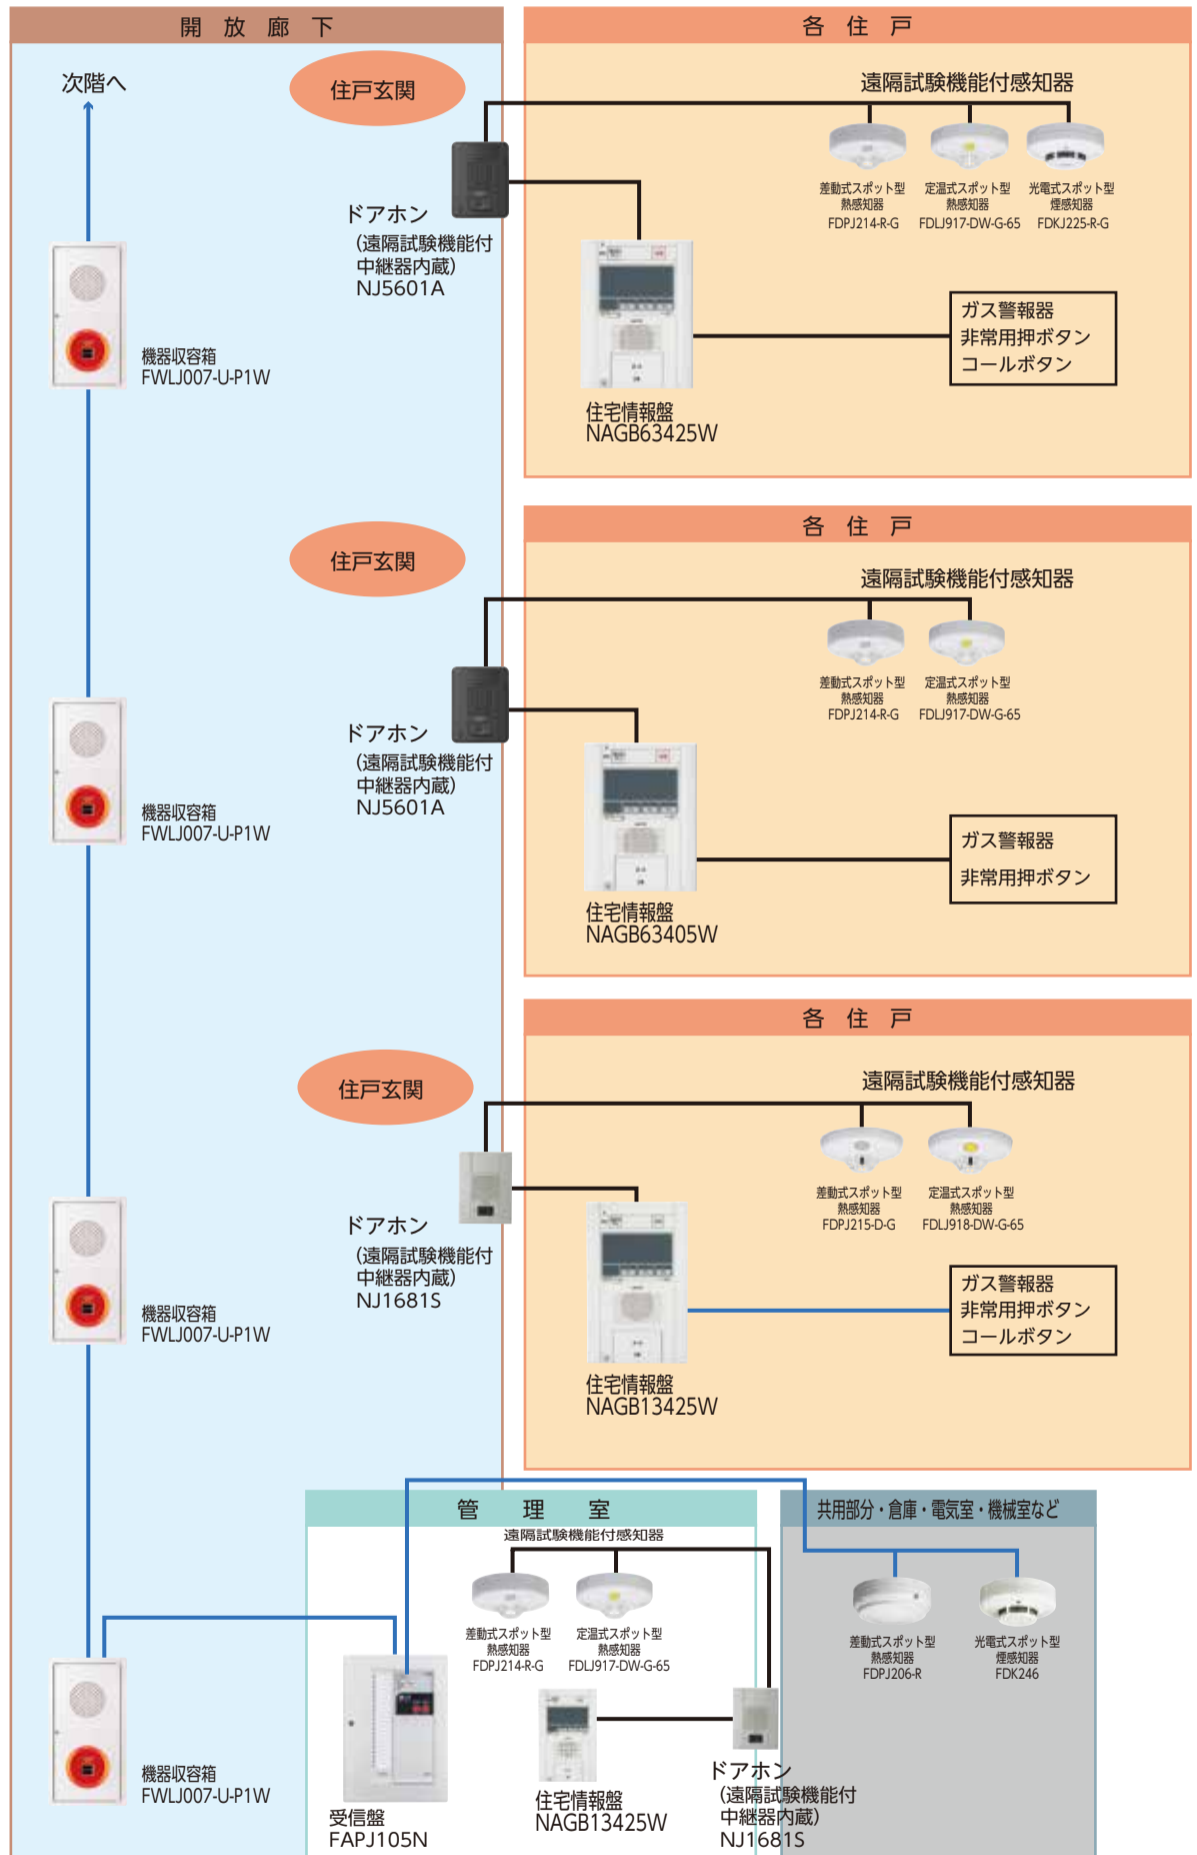 開放廊下
各住戸
次階へ
住戸玄関
遠隔試験機能付感知器
差動式スポット型
熱感知器
FDPJ214-R-G
定温式スポット型
熱感知器
FDLJ917-DW-G-65
光電式スポット型
煙感知器
FDKJ225-R-G
ドアホン
（遠隔試験機能付
中継器内蔵）
NJ5601A
機器収容箱
FWLJ007-U-P1W
ガス警報器
非常用押ボタン
コールボタン
住宅情報盤
NAGB63425W
各住戸
住戸玄関
遠隔試験機能付感知器
差動式スポット型
熱感知器
FDPJ214-R-G
定温式スポット型
熱感知器
FDLJ917-DW-G-65
ドアホン
（遠隔試験機能付
中継器内蔵）
NJ5601A
機器収容箱
FWLJ007-U-P1W
ガス警報器
非常用押ボタン
住宅情報盤
NAGB63405W
各住戸
住戸玄関
遠隔試験機能付感知器
差動式スポット型
熱感知器
FDPJ215-D-G
定温式スポット型
熱感知器
FDLJ918-DW-G-65
ドアホン
（遠隔試験機能付
中継器内蔵）
NJ1681S
機器収容箱
FWLJ007-U-P1W
ガス警報器
非常用押ボタン
コールボタン
住宅情報盤
NAGB13425W
管理室
遠隔試験機能付感知器
差動式スポット型
熱感知器
FDPJ214-R-G
定温式スポット型
熱感知器
FDLJ917-DW-G-65
共用部分・倉庫・電気室・機械室など
差動式スポット型
熱感知器
FDPJ206-R
光電式スポット型
煙感知器
FDK246
機器収容箱
FWLJ007-U-P1W
受信盤
FAPJ105N
住宅情報盤
NAGB13425W
ドアホン
（遠隔試験機能付
中継器内蔵）
NJ1681S